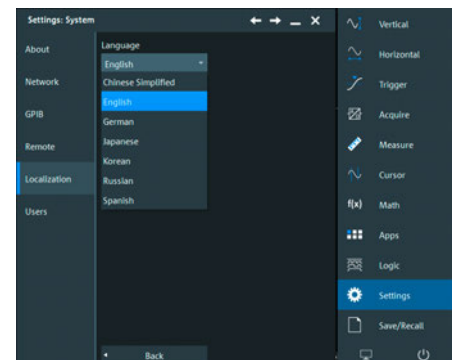 Settings: System
About
Network
GPIB
Remote
Localization
Users
Language
English
Chinese Simplified
English
German
Japanese
Korean
Russian
Spanish
Back
Vertical
Horizontal
Trigger
Acquire
Measure
Cursor
f(x) Math
Apps
Logic
Settings
Save/Recall